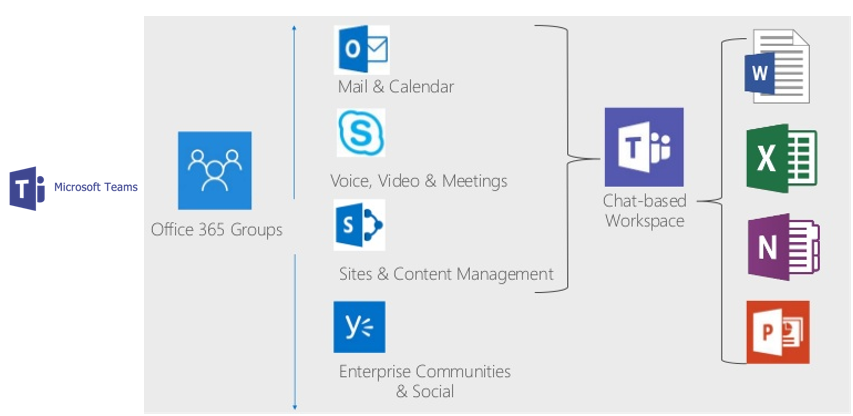 Microsoft Teams
Office 365 Groups
Mail & Calendar
Voice, Video & Meetings
Sites & Content Management
Enterprise Communities
& Social
Chat-based
Workspace
T
O
S
S
y
T
W
X
N
P